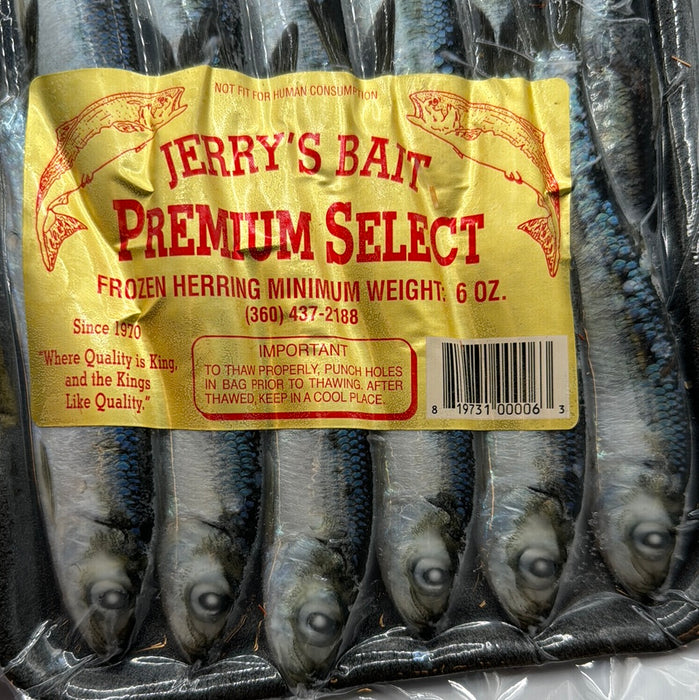 NOT FIT FOR HUMAN CONSUMPTION
JERRY'S BAIT
PREMIUM SELECT
FROZEN HERRING MINIMUM WEIGHT: 6 OZ.
(360) 437-2188
Since 1970
"Where Quality is King,
and the Kings
Like Quality."
IMPORTANT
TO THAW PROPERLY, PUNCH HOLES
IN BAG PRIOR TO THAWING. AFTER
THAWED, KEEP IN A COOL PLACE.
8 19731 00006 3